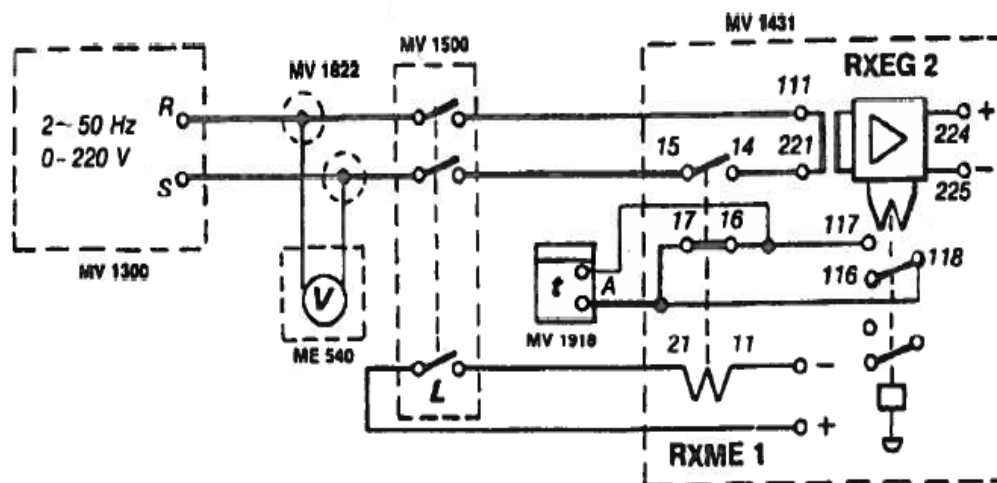 MV 1431
MV 1500
RXEG 2
MV 1822
111
R
2~ 50 Hz
0-220 V
+
224
15
14
221
S
-
225
17
16
117
118
116
t
A
MV 1300
V
MV 1918
ME 540
21
11
-
L
+
RXME 1